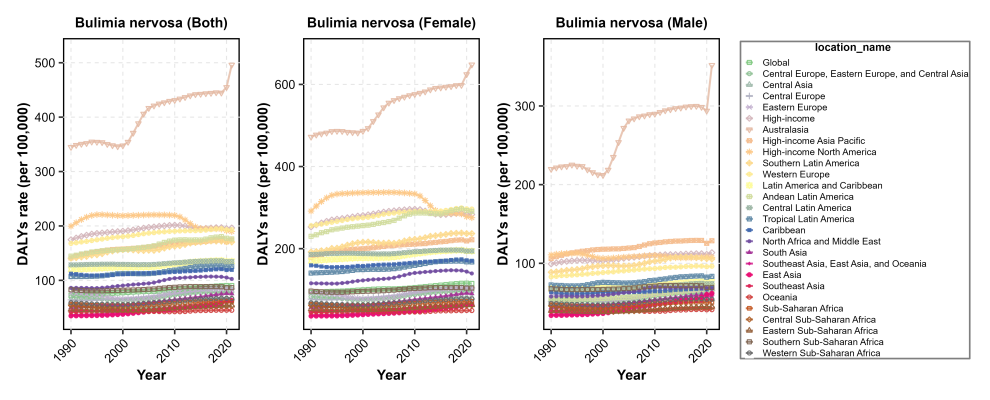 Bulimia nervosa (Both)
DALYs rate (per 100,000)
500
400
300
200
100
1990
2000
2010
2020
Year
Bulimia nervosa (Female)
DALYs rate (per 100,000)
600
400
200
1990
2000
2010
2020
Year
Bulimia nervosa (Male)
DALYs rate (per 100,000)
300
200
100
1990
2000
2010
2020
Year
location_name
Global
Central Europe, Eastern Europe, and Central Asia
Central Asia
Central Europe
Eastern Europe
High-income
Australasia
High-income Asia Pacific
High-income North America
Southern Latin America
Western Europe
Latin America and Caribbean
Andean Latin America
Central Latin America
Tropical Latin America
Caribbean
North Africa and Middle East
South Asia
Southeast Asia, East Asia, and Oceania
East Asia
Southeast Asia
Oceania
Sub-Saharan Africa
Central Sub-Saharan Africa
Eastern Sub-Saharan Africa
Southern Sub-Saharan Africa
Western Sub-Saharan Africa